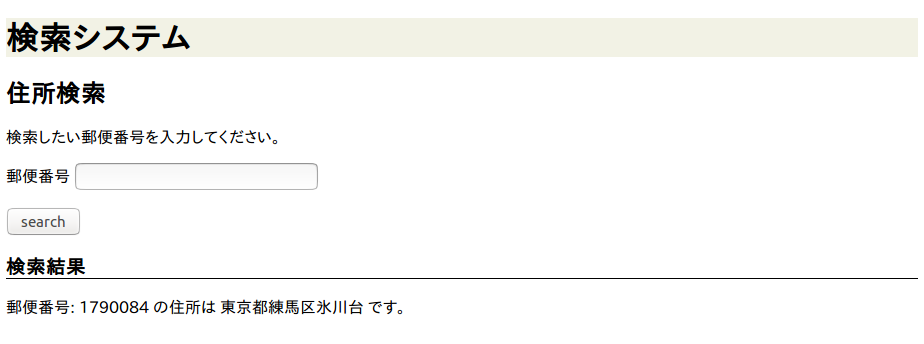 検索システム
住所検索
検索したい郵便番号を入力してください。
郵便番号
search
検索結果
郵便番号: 1790084 の住所は 東京都練馬区氷川台 です。